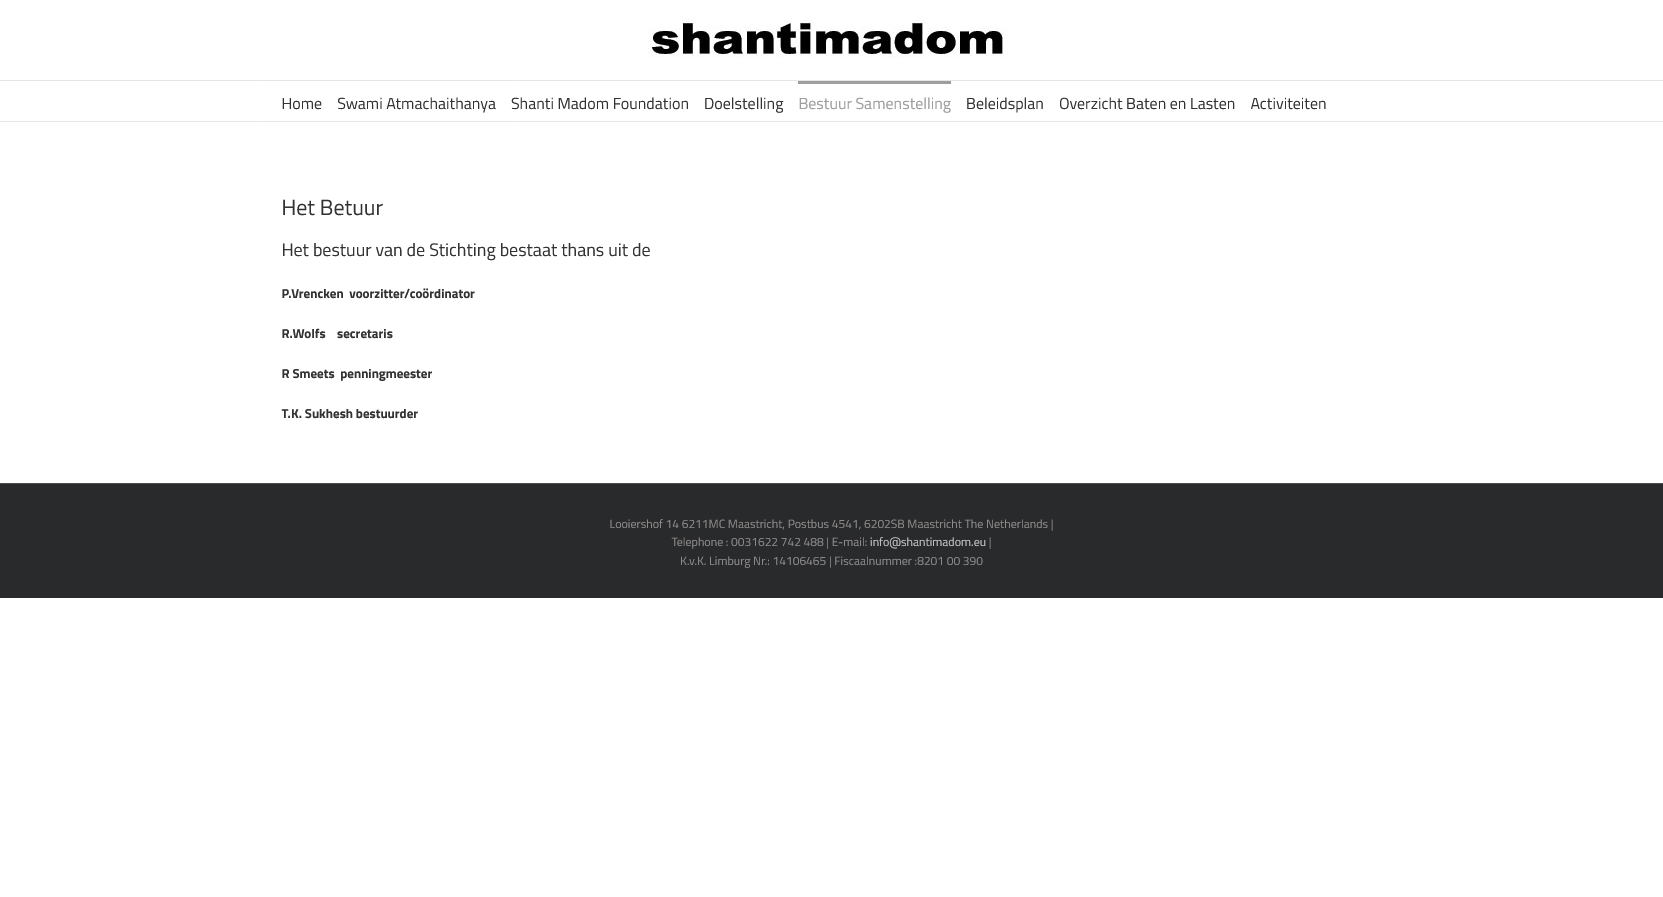 shantimadom
Home Swami Atmachaithanya Shanti Madom Foundation Doelstelling Bestuur Samenstelling Beleidsplan Overzicht Baten en Lasten Activiteiten
Het Betuur
Het bestuur van de Stichting bestaat thans uit de
P.Vrencken voorzitter/coördinator
R.Wolfs secretaris
R Smeets penningmeester
T.K. Sukhesh bestuurder
Looiershof 14 6211MC Maastricht, Postbus 4541, 6202SB Maastricht The Netherlands |
Telephone : 0031622 742 488 | E-mail: info@shantimadom.eu |
K.v.K. Limburg Nr.: 14106465 | Fiscaalnummer :8201 00 390